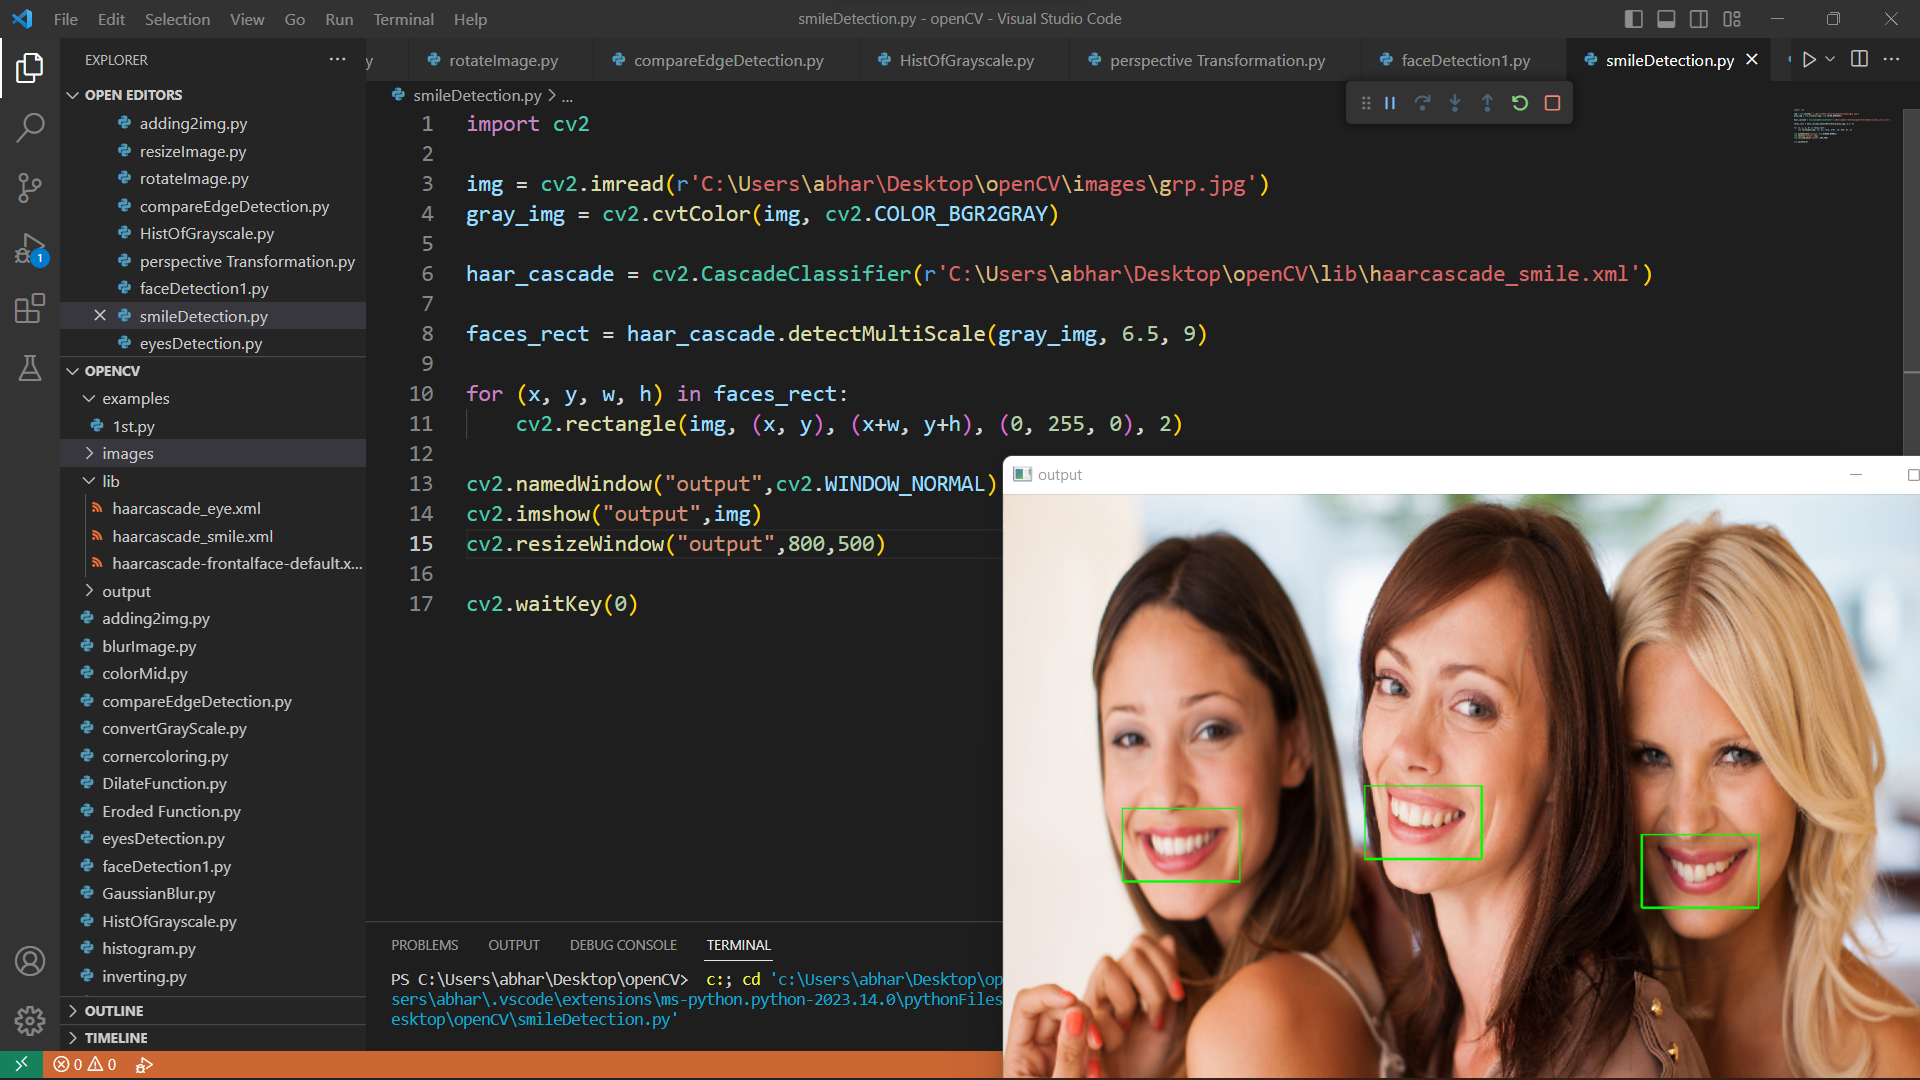 File Edit Selection View Go Run Terminal Help
smileDetection.py - openCV - Visual Studio Code
EXPLORER
OPEN EDITORS
adding2img.py
resizeImage.py
rotateImage.py
compareEdgeDetection.py
HistOfGrayscale.py
perspective Transformation.py
faceDetection1.py
smileDetection.py
eyesDetection.py
1
OPENCV
examples
1st.py
images
lib
haarcascade_eye.xml
haarcascade_smile.xml
haarcascade-frontalface-default.x...
output
adding2img.py
blurImage.py
colorMid.py
compareEdgeDetection.py
convertGrayScale.py
cornercoloring.py
DilateFunction.py
Eroded Function.py
eyesDetection.py
faceDetection1.py
GaussianBlur.py
HistOfGrayscale.py
histogram.py
inverting.py
OUTLINE
TIMELINE
0 0
y rotateImage.py compareEdgeDetection.py HistOfGrayscale.py perspective Transformation.py faceDetection1.py smileDetection.py
smileDetection.py > ...
1 import cv2
2
3 img = cv2.imread(r'C:\Users\abhar\Desktop\openCV\images\grp.jpg')
4 gray_img = cv2.cvtColor(img, cv2.COLOR_BGR2GRAY)
5
6 haar_cascade = cv2.CascadeClassifier(r'C:\Users\abhar\Desktop\openCV\lib\haarcascade_smile.xml')
7
8 faces_rect = haar_cascade.detectMultiScale(gray_img, 6.5, 9)
9
10 for (x, y, w, h) in faces_rect:
11 cv2.rectangle(img, (x, y), (x+w, y+h), (0, 255, 0), 2)
12
13 cv2.namedWindow("output",cv2.WINDOW_NORMAL)
14 cv2.imshow("output",img)
15 cv2.resizeWindow("output",800,500)
16
17 cv2.waitKey(0)
output
PROBLEMS OUTPUT DEBUG CONSOLE TERMINAL
PS C:\Users\abhar\Desktop\openCV> c:; cd 'c:\Users\abhar\Desktop\op
sers\abhar\.vscode\extensions\ms-python.python-2023.14.0\pythonFiles
esktop\openCV\smileDetection.py'